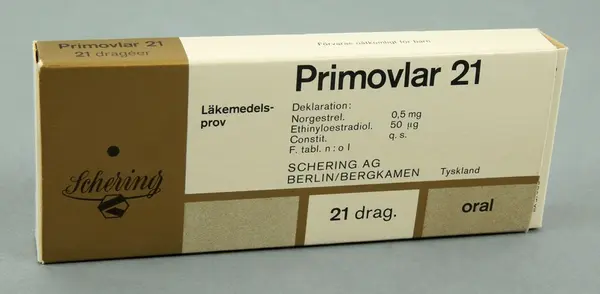 Primovlar 21
21 dragéer
Förvaras oåtkomligt för barn
Primovlar 21
Läkemedels-
prov
Deklaration:
Norgestrel. 0,5 mg
Ethinyloestradiol. 50 µg
Constit. q. s.
F. tabl. n:o l
SCHERING AG
BERLIN/BERGKAMEN Tyskland
Schering
21 drag.
oral